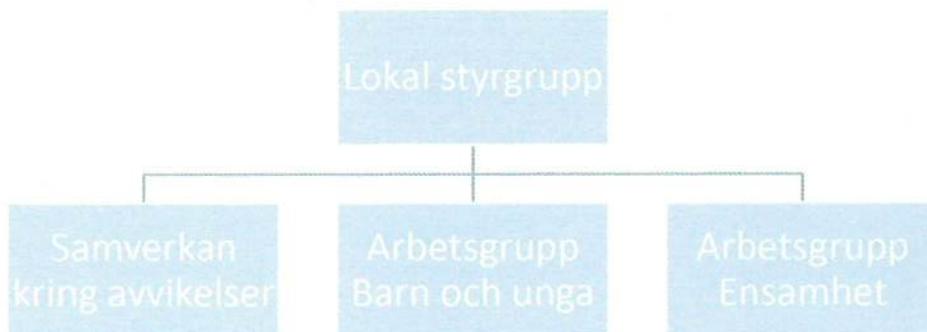 Lokal styrgrupp
Samverkan
kring avvikelser
Arbetsgrupp
Barn och unga
Arbetsgrupp
Ensamhet